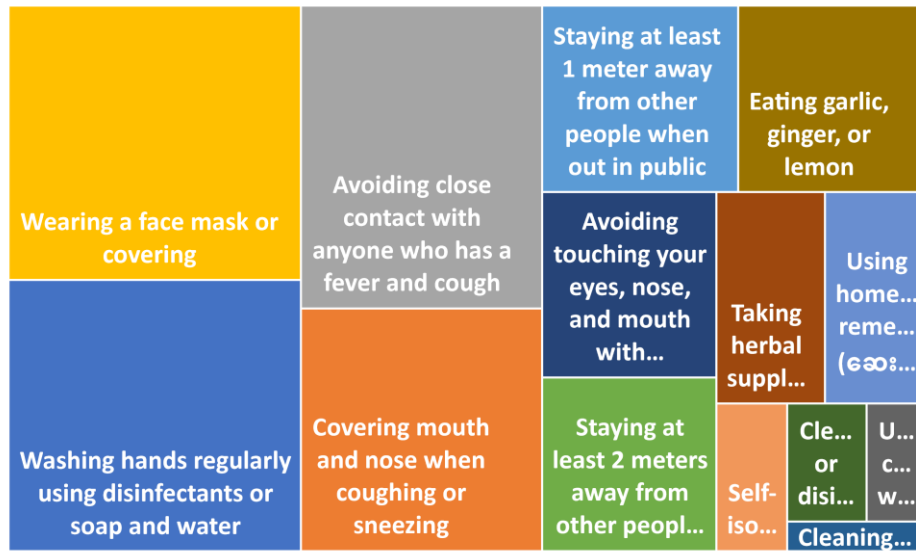 Wearing a face mask or
covering
Washing hands regularly
using disinfectants or
soap and water
Avoiding close
contact with
anyone who has a
fever and cough
Covering mouth
and nose when
coughing or
sneezing
Staying at least
1 meter away
from other
people when
out in public
Eating garlic,
ginger, or
lemon
Avoiding
touching your
eyes, nose,
and mouth
with...
Staying at
least 2 meters
away from
other peopl...
Taking
herbal
suppl...
Using
home...
reme...
(ဆေး...
Self-
iso...
Cle...
or
disi...
U...
c...
w...
Cleaning...